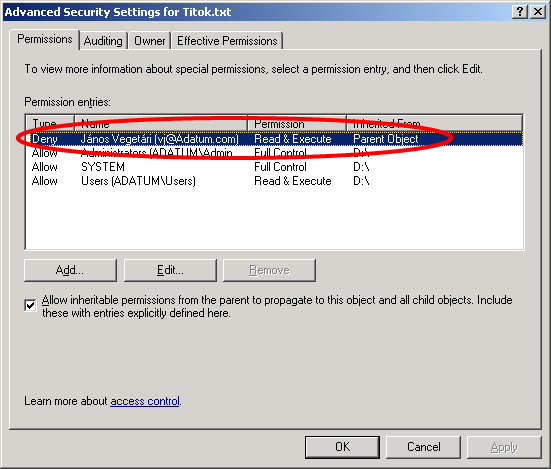 Advanced Security Settings for Titok.txt
Permissions Auditing Owner Effective Permissions
To view more information about special permissions, select a permission entry, and then click Edit.
Permission entries:
Type Name Permission Inherited From
Deny János Vegetári (vj@Adatum.com) Read & Execute Parent Object
Allow Administrators (ADATUM\Admin Full Control D:\
Allow SYSTEM Full Control D:\
Allow Users (ADATUM\Users) Read & Execute D:\
Add... Edit... Remove
Allow inheritable permissions from the parent to propagate to this object and all child objects. Include
these with entries explicitly defined here.
Learn more about access control.
OK Cancel Apply